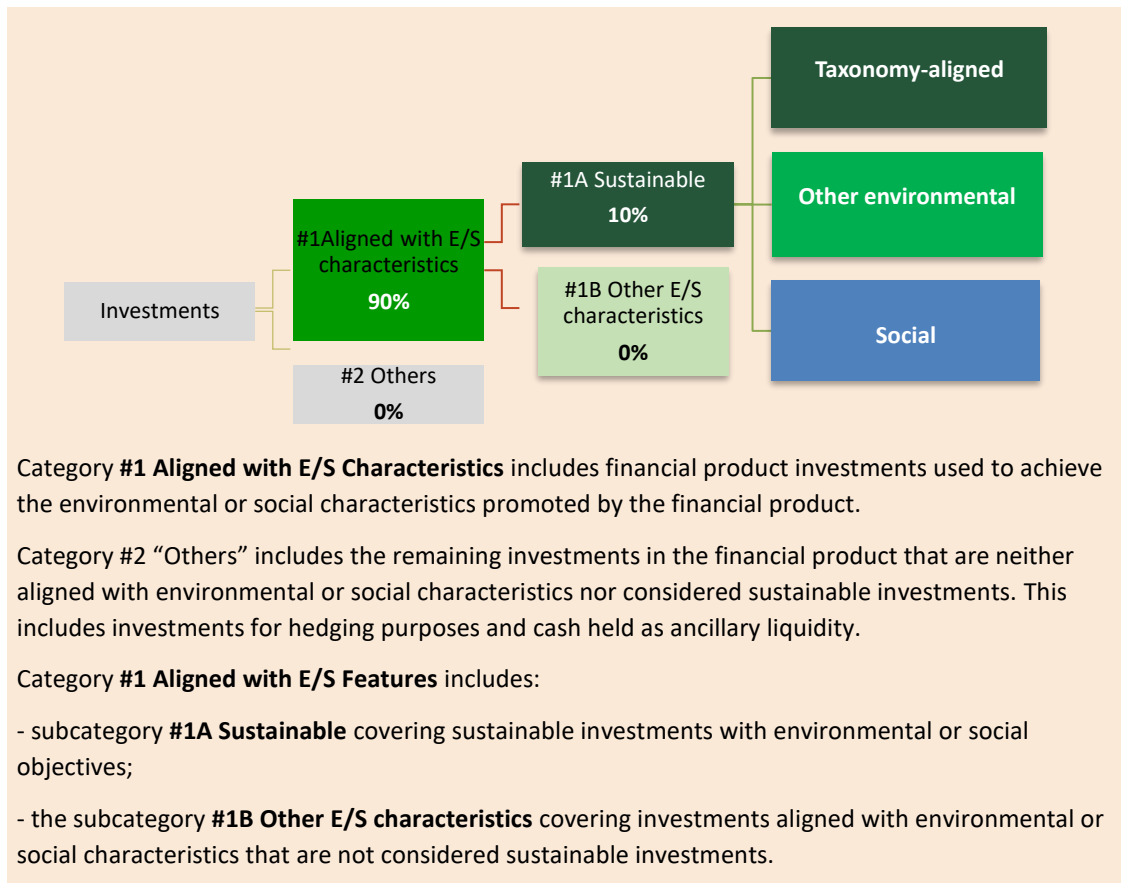 Taxonomy-aligned
#1A Sustainable
10%
Other environmental
#1Aligned with E/S
characteristics
90%
#1B Other E/S
characteristics
0%
Investments
Social
#2 Others
0%
Category #1 Aligned with E/S Characteristics includes financial product investments used to achieve
the environmental or social characteristics promoted by the financial product.
Category #2 “Others” includes the remaining investments in the financial product that are neither
aligned with environmental or social characteristics nor considered sustainable investments. This
includes investments for hedging purposes and cash held as ancillary liquidity.
Category #1 Aligned with E/S Features includes:
- subcategory #1A Sustainable covering sustainable investments with environmental or social
objectives;
- the subcategory #1B Other E/S characteristics covering investments aligned with environmental or
social characteristics that are not considered sustainable investments.